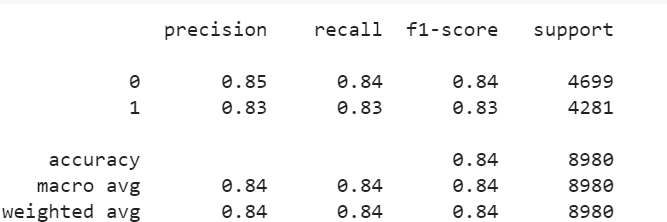 precision recall f1-score support
0 0.85 0.84 0.84 4699
1 0.83 0.83 0.83 4281
accuracy 0.84 8980
macro avg 0.84 0.84 0.84 8980
weighted avg 0.84 0.84 0.84 8980